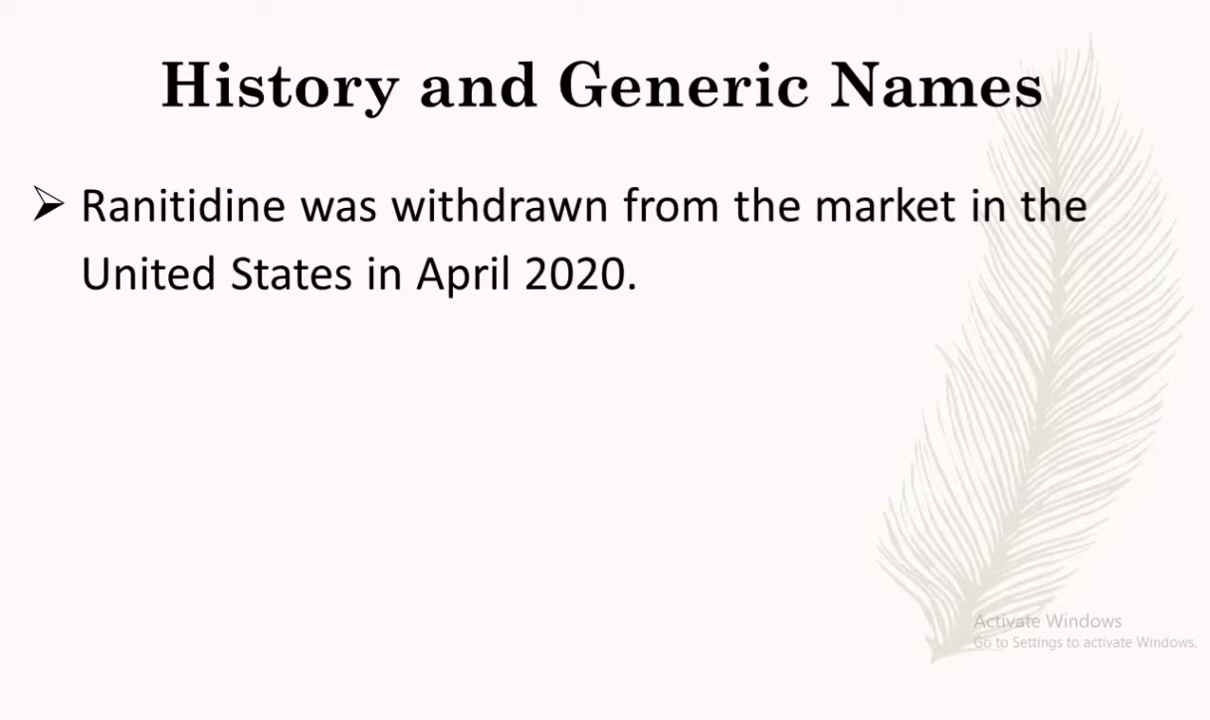 History and Generic Names
➢ Ranitidine was withdrawn from the market in the
United States in April 2020.
Activate Windows
Go to Settings to activate Windows.